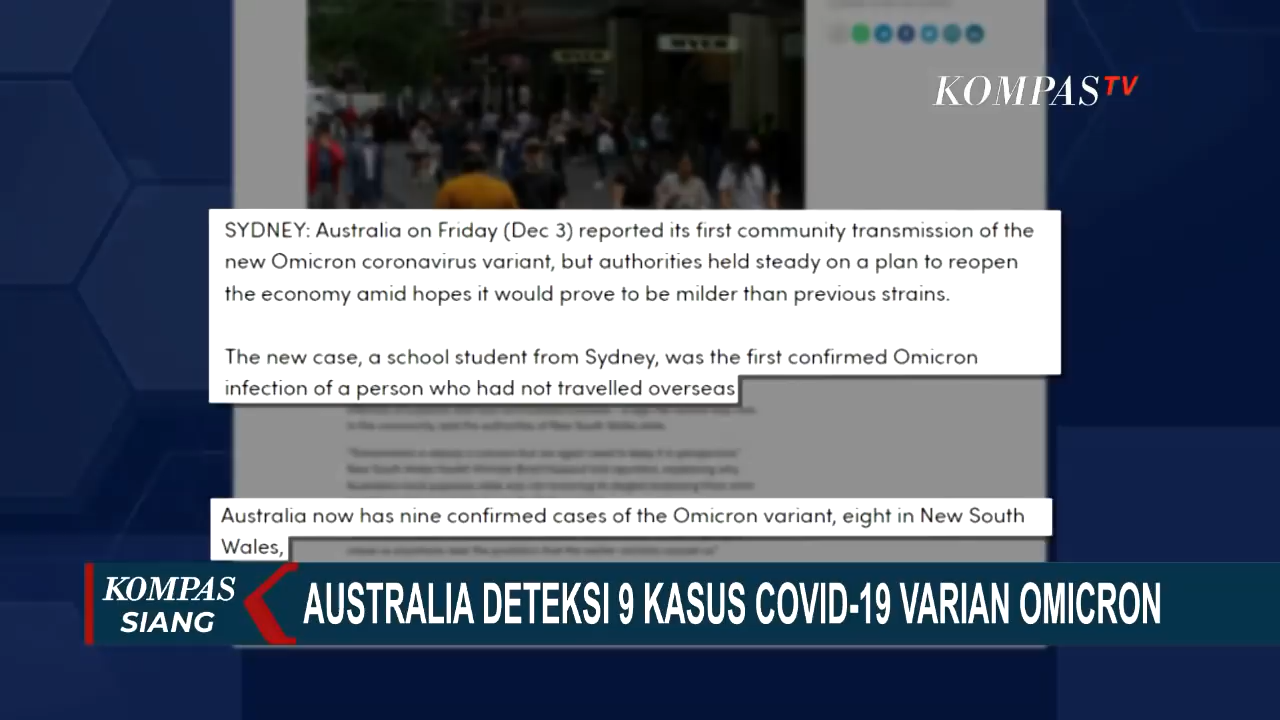 KOMPAS TV
SYDNEY: Australia on Friday (Dec 3) reported its first community transmission of the
new Omicron coronavirus variant, but authorities held steady on a plan to reopen
the economy amid hopes it would prove to be milder than previous strains.
The new case, a school student from Sydney, was the first confirmed Omicron
infection of a person who had not travelled overseas
Australia now has nine confirmed cases of the Omicron variant, eight in New South
Wales,
KOMPAS
SIANG
AUSTRALIA DETEKSI 9 KASUS COVID-19 VARIAN OMICRON